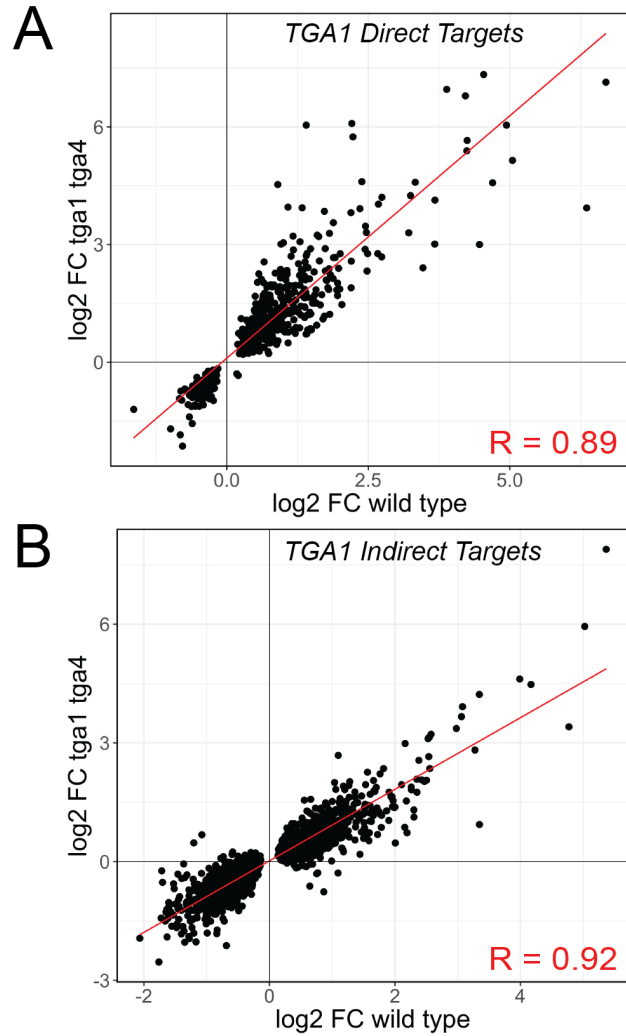 A
TGA1 Direct Targets
log2 FC tga1 tga4
6
3
0
R = 0.89
0.0
2.5
5.0
log2 FC wild type
B
TGA1 Indirect Targets
log2 FC tga1 tga4
6
3
0
-3
R = 0.92
-2
0
2
4
log2 FC wild type